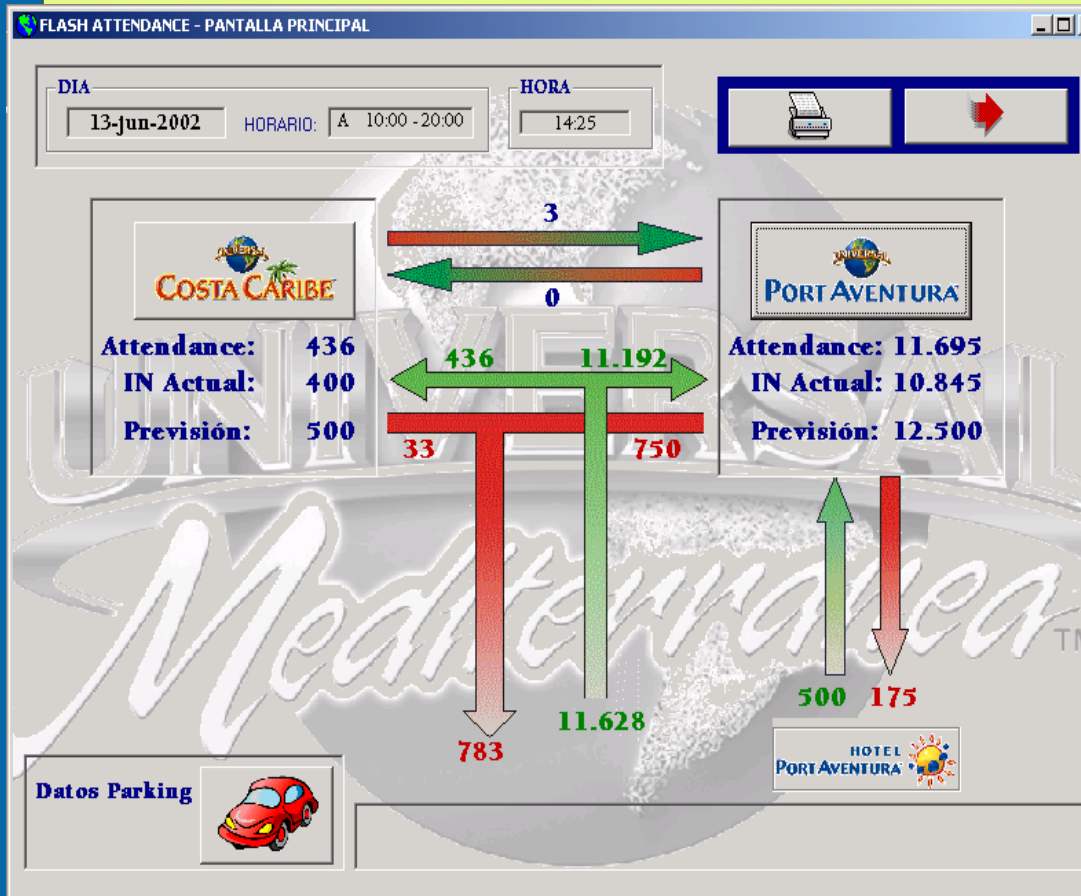 FLASH ATTENDANCE - PANTALLA PRINCIPAL
DIA
13-jun-2002
HORARIO:
A 10:00 - 20:00
HORA
14:25
3
0
UNIVERSAL
COSTA CARIBE
Attendance: 436
IN Actual: 400
Previsión: 500
436
11.192
33
750
UNIVERSAL
PORT AVENTURA
Attendance: 11.695
IN Actual: 10.845
Previsión: 12.500
UNIVERSAL
Mediterranea TM
783
11.628
500
175
HOTEL
PORT AVENTURA
Datos Parking